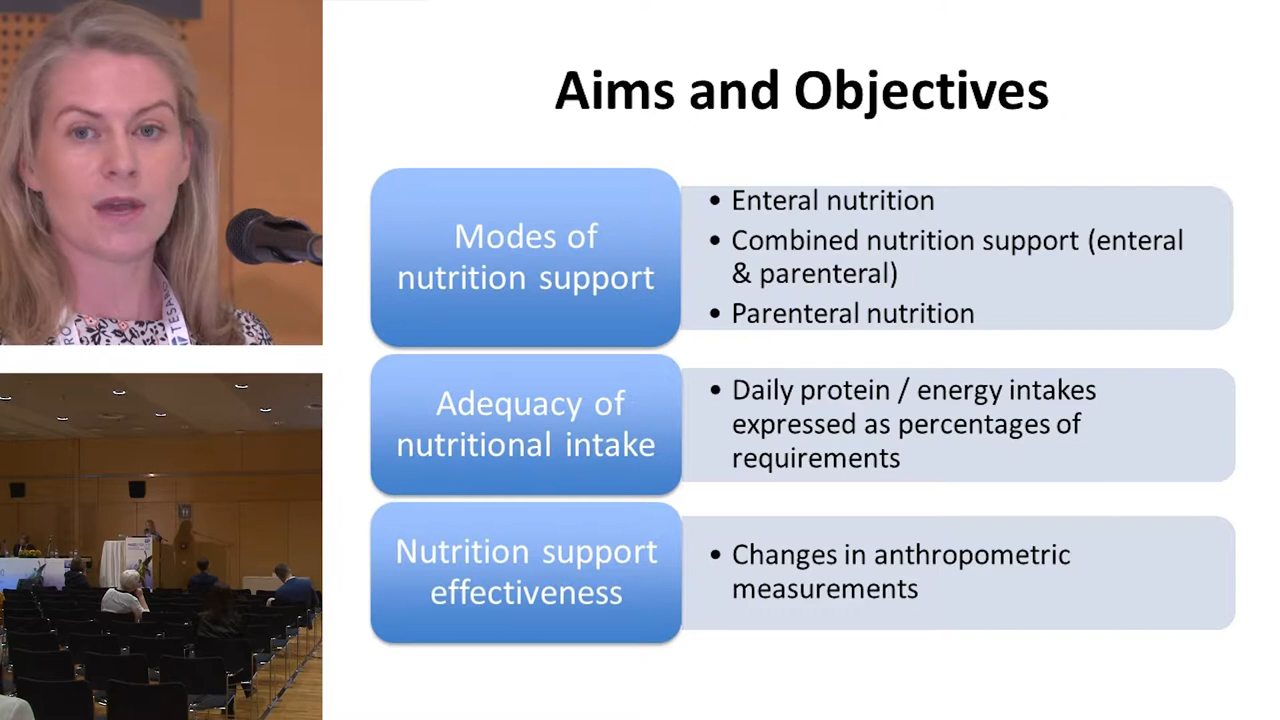 Aims and Objectives
Modes of
nutrition support
• Enteral nutrition
• Combined nutrition support (enteral
& parenteral)
• Parenteral nutrition
Adequacy of
nutritional intake
• Daily protein / energy intakes
expressed as percentages of
requirements
Nutrition support
effectiveness
• Changes in anthropometric
measurements